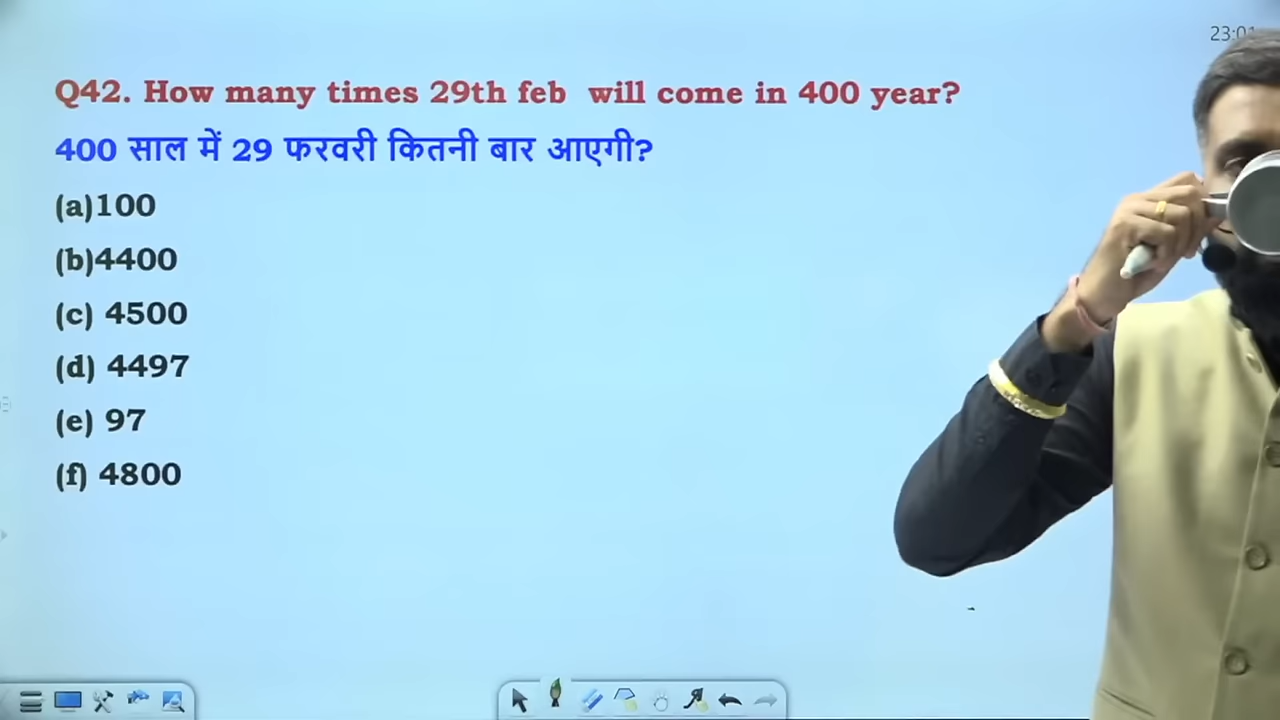 Q42. How many times 29th feb will come in 400 year?
400 साल में 29 फरवरी कितनी बार आएगी?
(a)100
(b)4400
(c) 4500
(d) 4497
(e) 97
(f) 4800